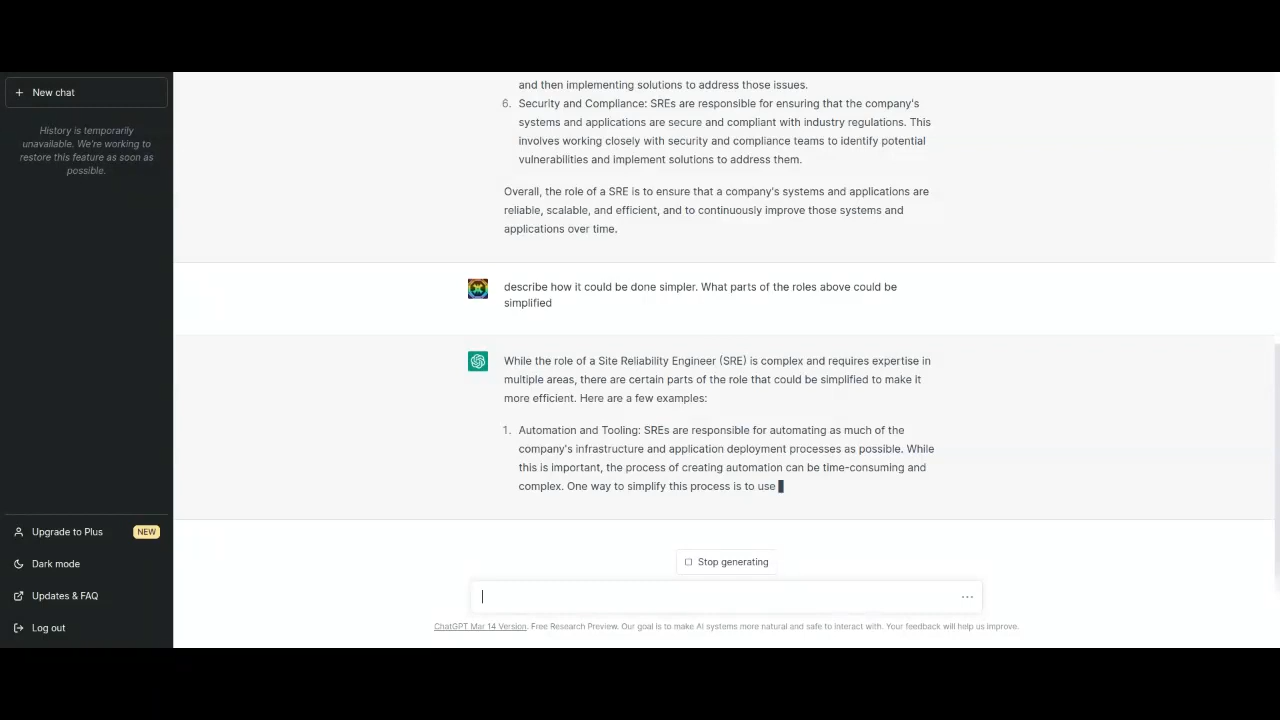 New chat
History is temporarily
unavailable. We're working to
restore this feature as soon as
possible.
Upgrade to Plus NEW
Dark mode
Updates & FAQ
Log out
and then implementing solutions to address those issues.
6. Security and Compliance: SREs are responsible for ensuring that the company's
systems and applications are secure and compliant with industry regulations. This
involves working closely with security and compliance teams to identify potential
vulnerabilities and implement solutions to address them.
Overall, the role of a SRE is to ensure that a company's systems and applications are
reliable, scalable, and efficient, and to continuously improve those systems and
applications over time.
describe how it could be done simpler. What parts of the roles above could be
simplified
While the role of a Site Reliability Engineer (SRE) is complex and requires expertise in
multiple areas, there are certain parts of the role that could be simplified to make it
more efficient. Here are a few examples:
1. Automation and Tooling: SREs are responsible for automating as much of the
company's infrastructure and application deployment processes as possible. While
this is important, the process of creating automation can be time-consuming and
complex. One way to simplify this process is to use
Stop generating
ChatGPT Mar 14 Version. Free Research Preview. Our goal is to make AI systems more natural and safe to interact with. Your feedback will help us improve.